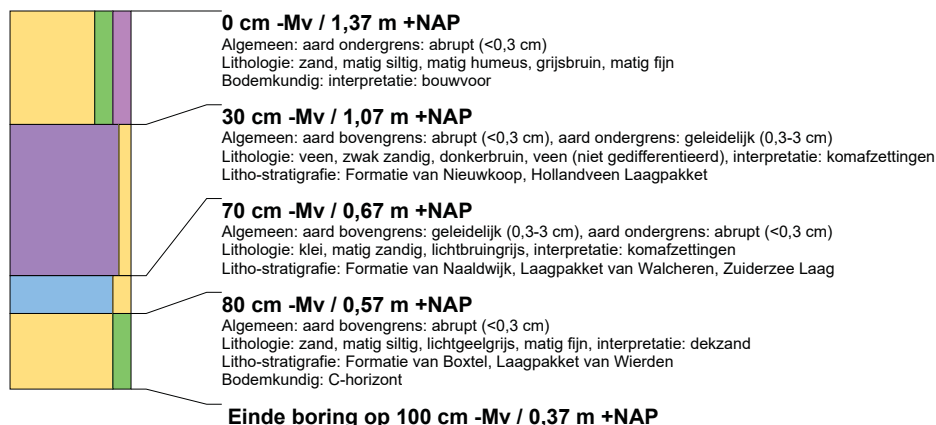 0 cm -Mv / 1,37 m +NAP
Algemeen: aard ondergrens: abrupt (<0,3 cm)
Lithologie: zand, matig siltig, matig humeus, grijsbruin, matig fijn
Bodemkundig: interpretatie: bouwvoor
30 cm -Mv / 1,07 m +NAP
Algemeen: aard bovengrens: abrupt (<0,3 cm), aard ondergrens: geleidelijk (0,3-3 cm)
Lithologie: veen, zwak zandig, donkerbruin, veen (niet gedifferentieerd), interpretatie: komafzettingen
Litho-stratigrafie: Formatie van Nieuwkoop, Hollandveen Laagpakket
70 cm -Mv / 0,67 m +NAP
Algemeen: aard bovengrens: geleidelijk (0,3-3 cm), aard ondergrens: abrupt (<0,3 cm)
Lithologie: klei, matig zandig, lichtbruingrijs, interpretatie: komafzettingen
Litho-stratigrafie: Formatie van Naaldwijk, Laagpakket van Walcheren, Zuiderzee Laag
80 cm -Mv / 0,57 m +NAP
Algemeen: aard bovengrens: abrupt (<0,3 cm)
Lithologie: zand, matig siltig, lichtgeelgrijs, matig fijn, interpretatie: dekzand
Litho-stratigrafie: Formatie van Boxtel, Laagpakket van Wierden
Bodemkundig: C-horizont
Einde boring op 100 cm -Mv / 0,37 m +NAP